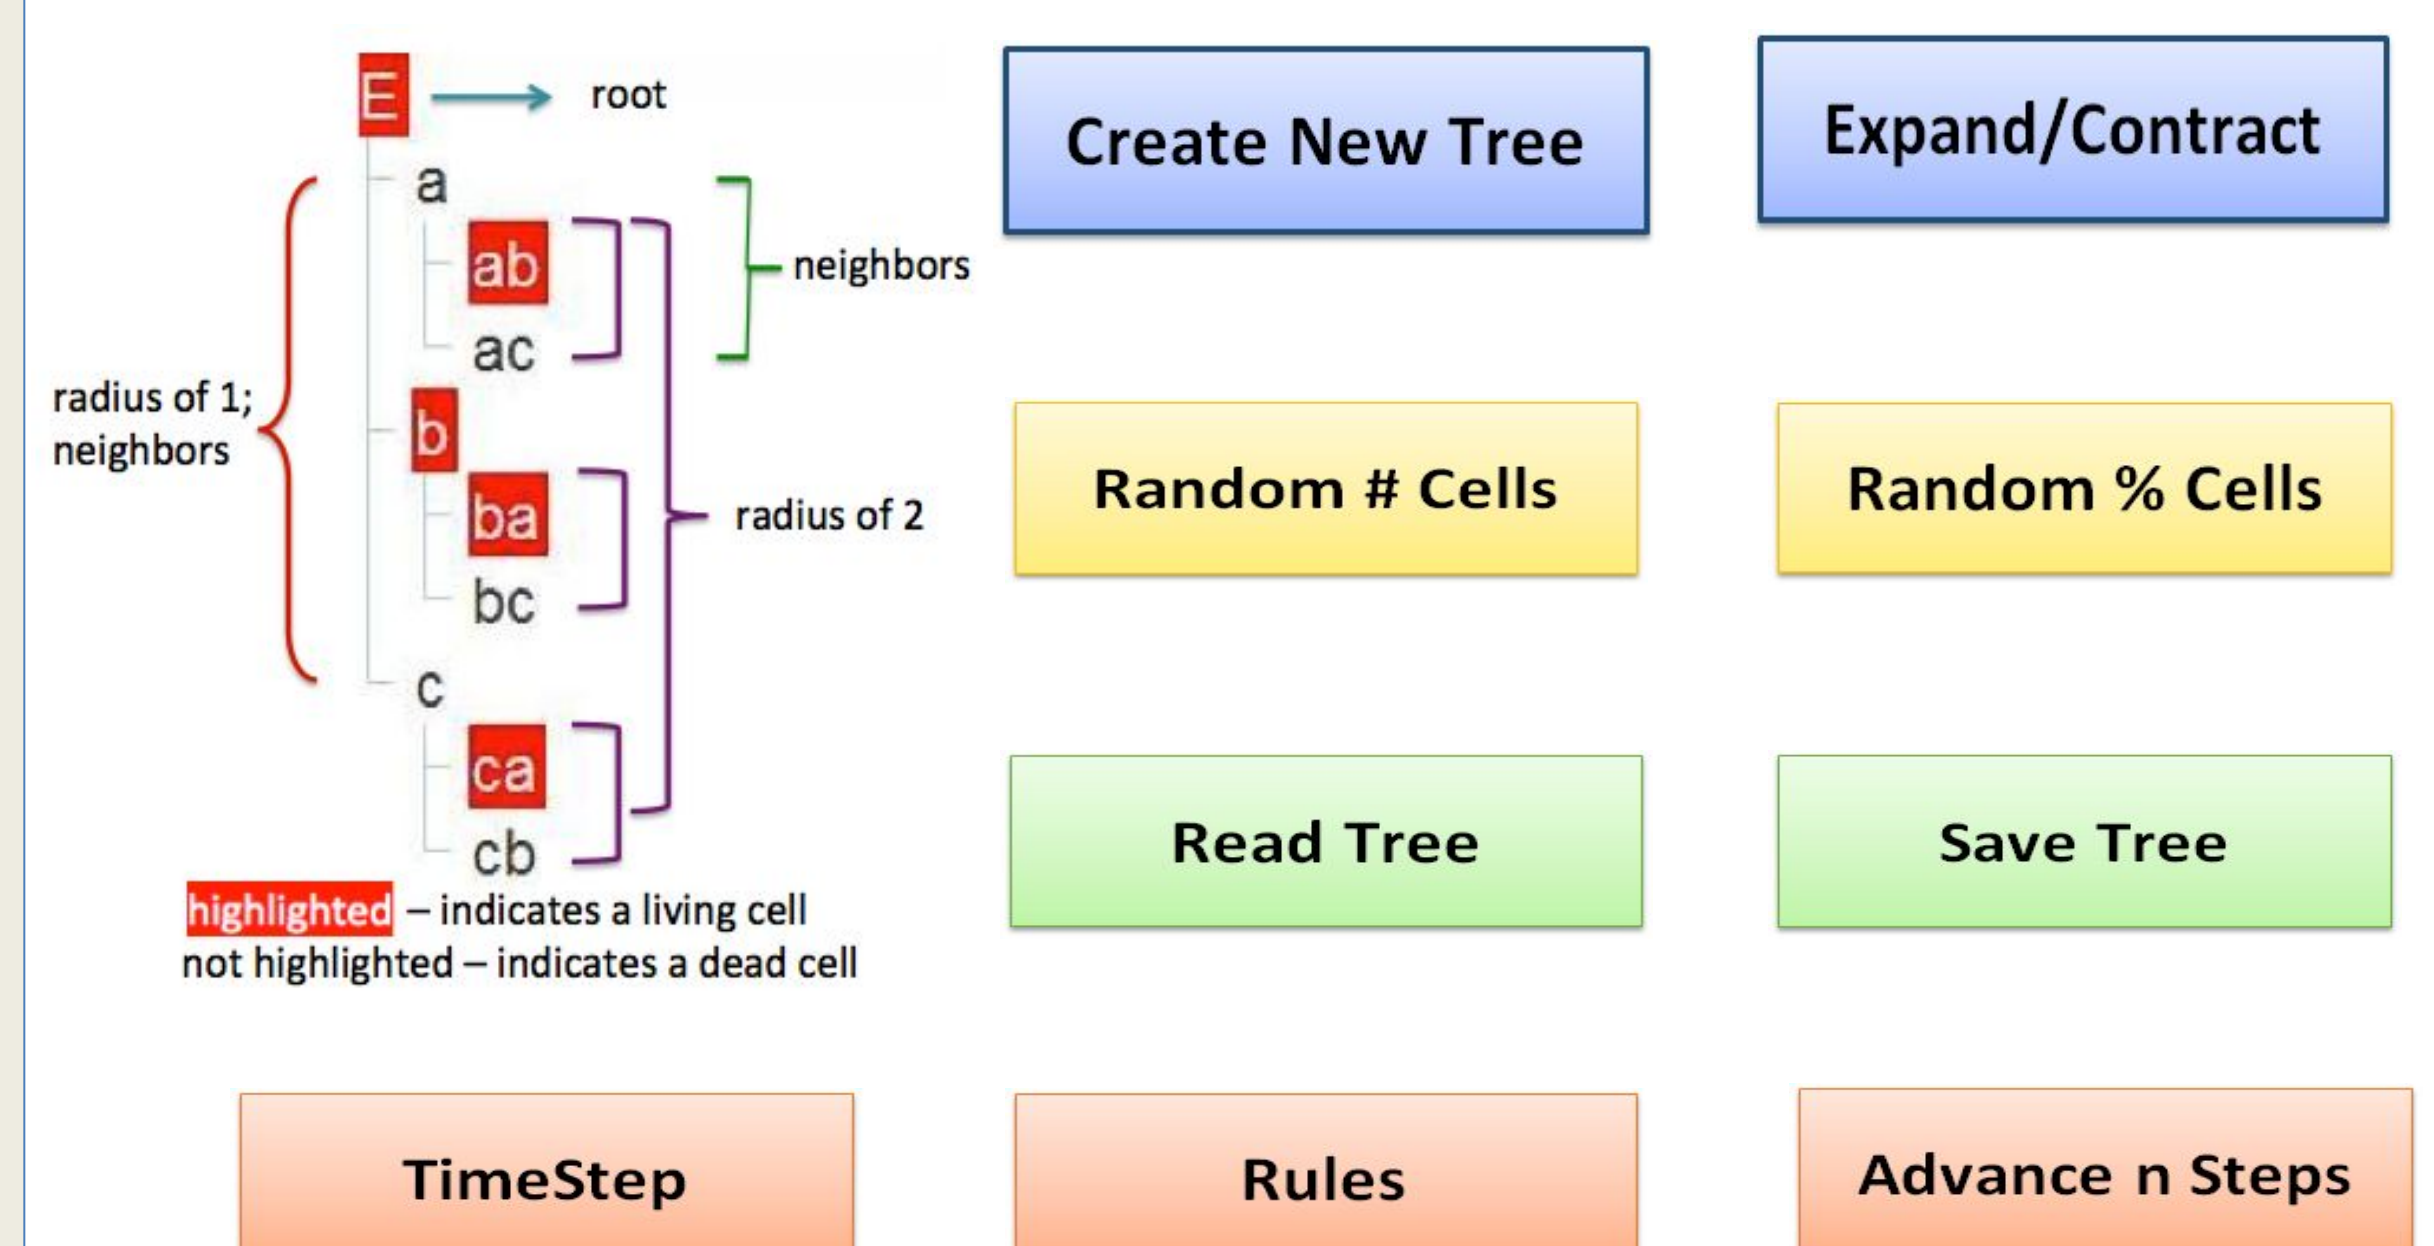 E root
a
ab
neighbors
ac
radius of 1;
neighbors
b
ba
radius of 2
bc
c
ca
cb
highlighted – indicates a living cell
not highlighted – indicates a dead cell
Create New Tree
Expand/Contract
Random # Cells
Random % Cells
Read Tree
Save Tree
TimeStep
Rules
Advance n Steps